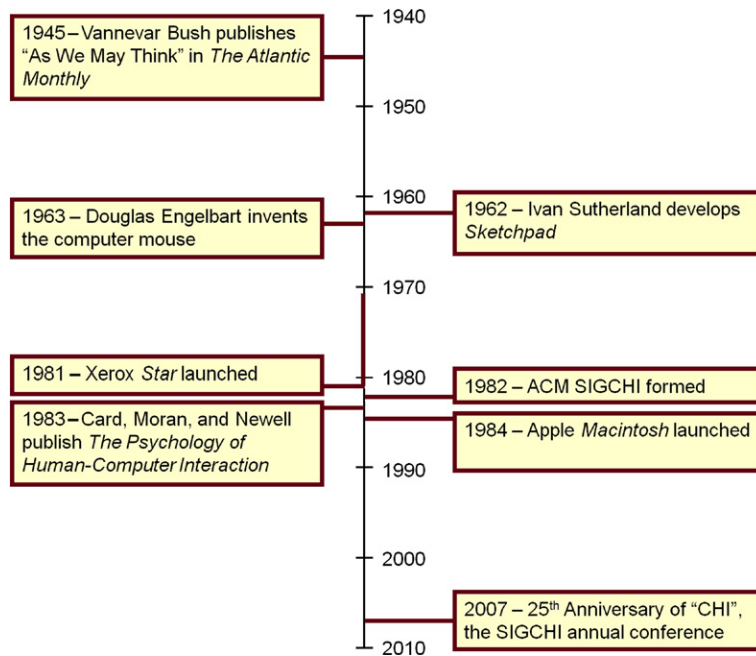 1940
1945 – Vannevar Bush publishes
“As We May Think” in The Atlantic
Monthly
1950
1960
1963 – Douglas Engelbart invents
the computer mouse
1962 – Ivan Sutherland develops
Sketchpad
1970
1981 – Xerox Star launched
1980
1982 – ACM SIGCHI formed
1983 – Card, Moran, and Newell
publish The Psychology of
Human-Computer Interaction
1984 – Apple Macintosh launched
1990
2000
2007 – 25th Anniversary of “CHI”,
the SIGCHI annual conference
2010